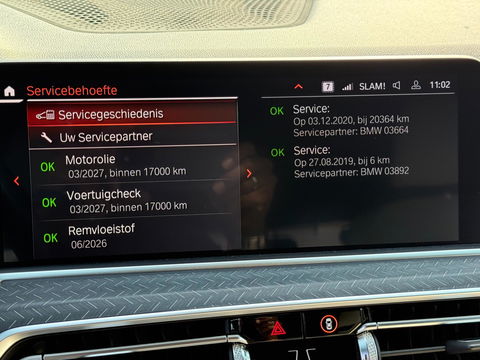 Servicebehoefte
7 SLAM! 11:02
Servicegeschiedenis
Uw Servicepartner
OK Motorolie
03/2027, binnen 17000 km
OK Voertuigcheck
03/2027, binnen 17000 km
OK Remvloeistof
06/2026
OK Service:
Op 03.12.2020, bij 20364 km
Servicepartner: BMW 03664
OK Service:
Op 27.08.2019, bij 6 km
Servicepartner: BMW 03892